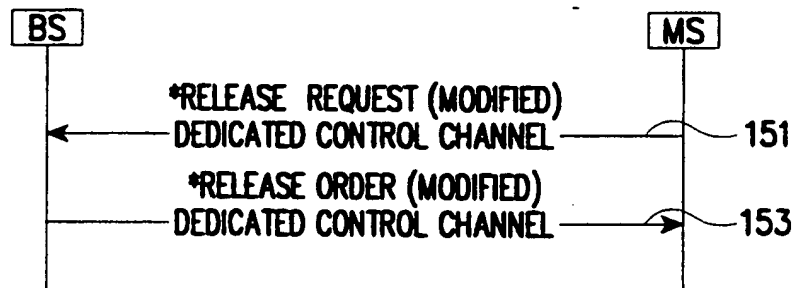 BS
MS
*RELEASE REQUEST (MODIFIED)
DEDICATED CONTROL CHANNEL
151
*RELEASE ORDER (MODIFIED)
DEDICATED CONTROL CHANNEL
153